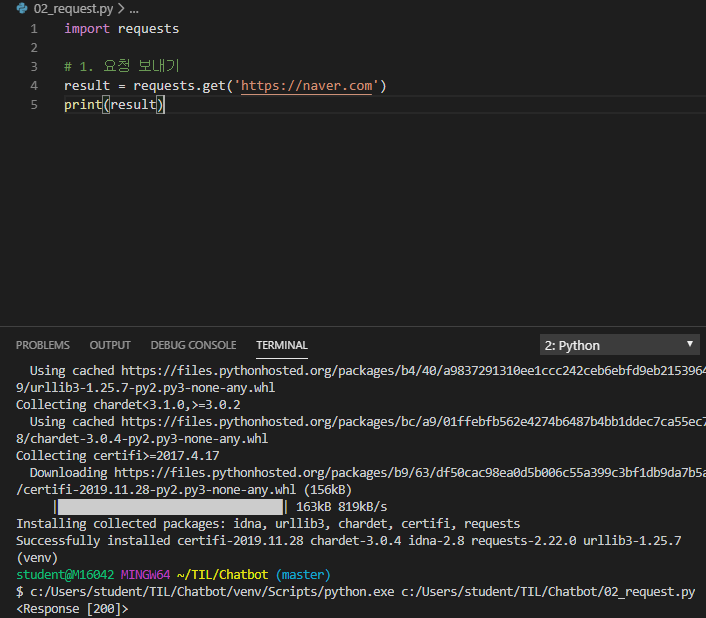 02_request.py > ...
1 import requests
2
3 # 1. 요청 보내기
4 result = requests.get('https://naver.com')
5 print(result)
PROBLEMS OUTPUT DEBUG CONSOLE TERMINAL 2: Python
Using cached https://files.pythonhosted.org/packages/b4/40/a9837291310ee1ccc242ceb6ebfd9eb2153964
9/urllib3-1.25.7-py2.py3-none-any.whl
Collecting chardet<3.1.0,>=3.0.2
Using cached https://files.pythonhosted.org/packages/bc/a9/01ffebfb562e4274b6487b4bb1ddec7ca55ec7
8/chardet-3.0.4-py2.py3-none-any.whl
Collecting certifi>=2017.4.17
Downloading https://files.pythonhosted.org/packages/b9/63/df50cac98ea0d5b006c55a399c3bf1db9da7b5a
/certifi-2019.11.28-py2.py3-none-any.whl (156kB)
|████████████████████████████████| 163kB 819kB/s
Installing collected packages: idna, urllib3, chardet, certifi, requests
Successfully installed certifi-2019.11.28 chardet-3.0.4 idna-2.8 requests-2.22.0 urllib3-1.25.7
(venv)
student@M16042 MINGW64 ~/TIL/Chatbot (master)
$ c:/Users/student/TIL/Chatbot/venv/Scripts/python.exe c:/Users/student/TIL/Chatbot/02_request.py
<Response [200]>